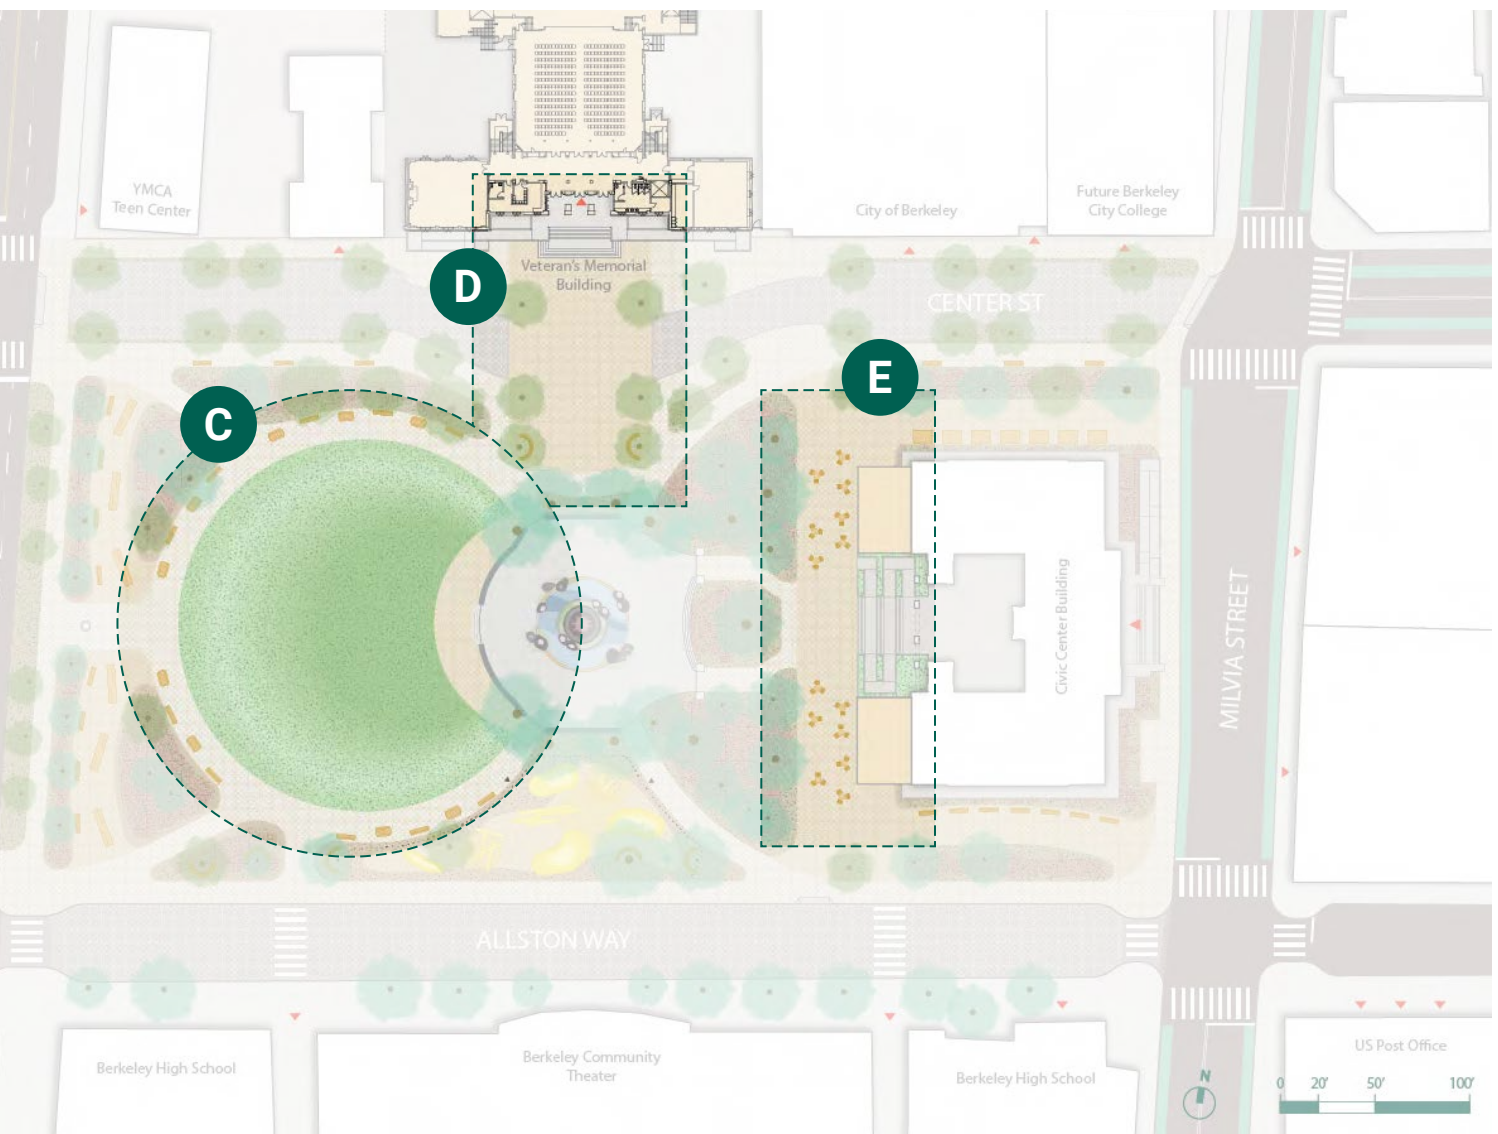 YMCA
Teen Center
City of Berkeley
Future Berkeley
City College
Veteran's Memorial
Building
D
CENTER ST
E
C
Civic Center Building
MILVIA STREET
ALLSTON WAY
Berkeley High School
Berkeley Community
Theater
Berkeley High School
US Post Office
N
0 20' 50' 100'